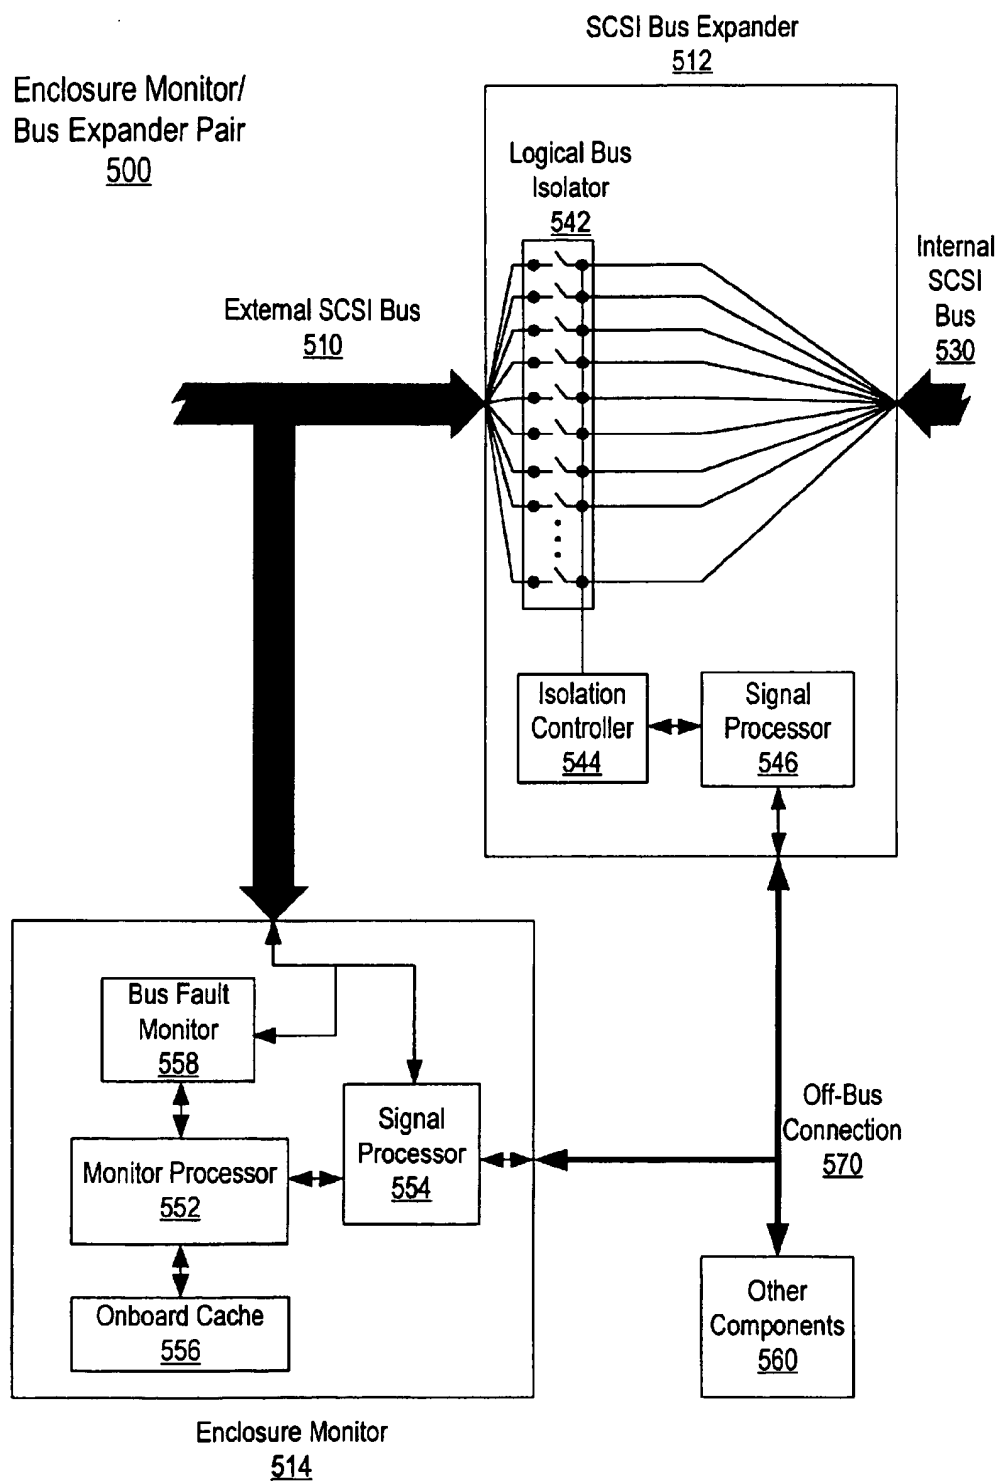 SCSI Bus Expander
512
Enclosure Monitor/
Bus Expander Pair
500
Logical Bus
Isolator
542
Internal
SCSI
Bus
530
External SCSI Bus
510
Isolation
Controller
544
Signal
Processor
546
Bus Fault
Monitor
558
Signal
Processor
554
Off-Bus
Connection
570
Monitor Processor
552
Onboard Cache
556
Other
Components
560
Enclosure Monitor
514